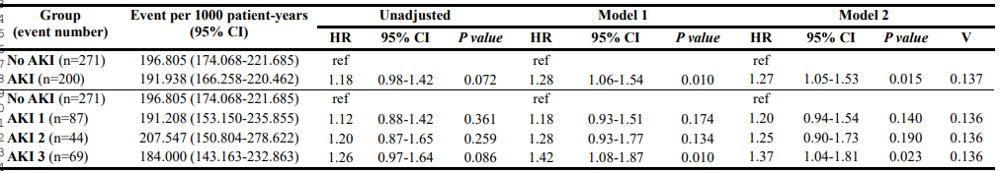 Group Event per 1000 patient-years Unadjusted Model 1 Model 2
(event number) (95% CI) HR 95% CI P value HR 95% CI P value HR 95% CI P value V
No AKI (n=271) 196.805 (174.068-221.685) ref ref ref
AKI (n=200) 191.938 (166.258-220.462) 1.18 0.98-1.42 0.072 1.28 1.06-1.54 0.010 1.27 1.05-1.53 0.015 0.137
No AKI (n=271) 196.805 (174.068-221.685) ref ref ref
AKI 1 (n=87) 191.208 (153.150-235.855) 1.12 0.88-1.42 0.361 1.18 0.93-1.51 0.174 1.20 0.94-1.54 0.140 0.136
AKI 2 (n=44) 207.547 (150.804-278.622) 1.20 0.87-1.65 0.259 1.28 0.93-1.77 0.134 1.25 0.90-1.73 0.190 0.136
AKI 3 (n=69) 184.000 (143.163-232.863) 1.26 0.97-1.64 0.086 1.42 1.08-1.87 0.010 1.37 1.04-1.81 0.023 0.136